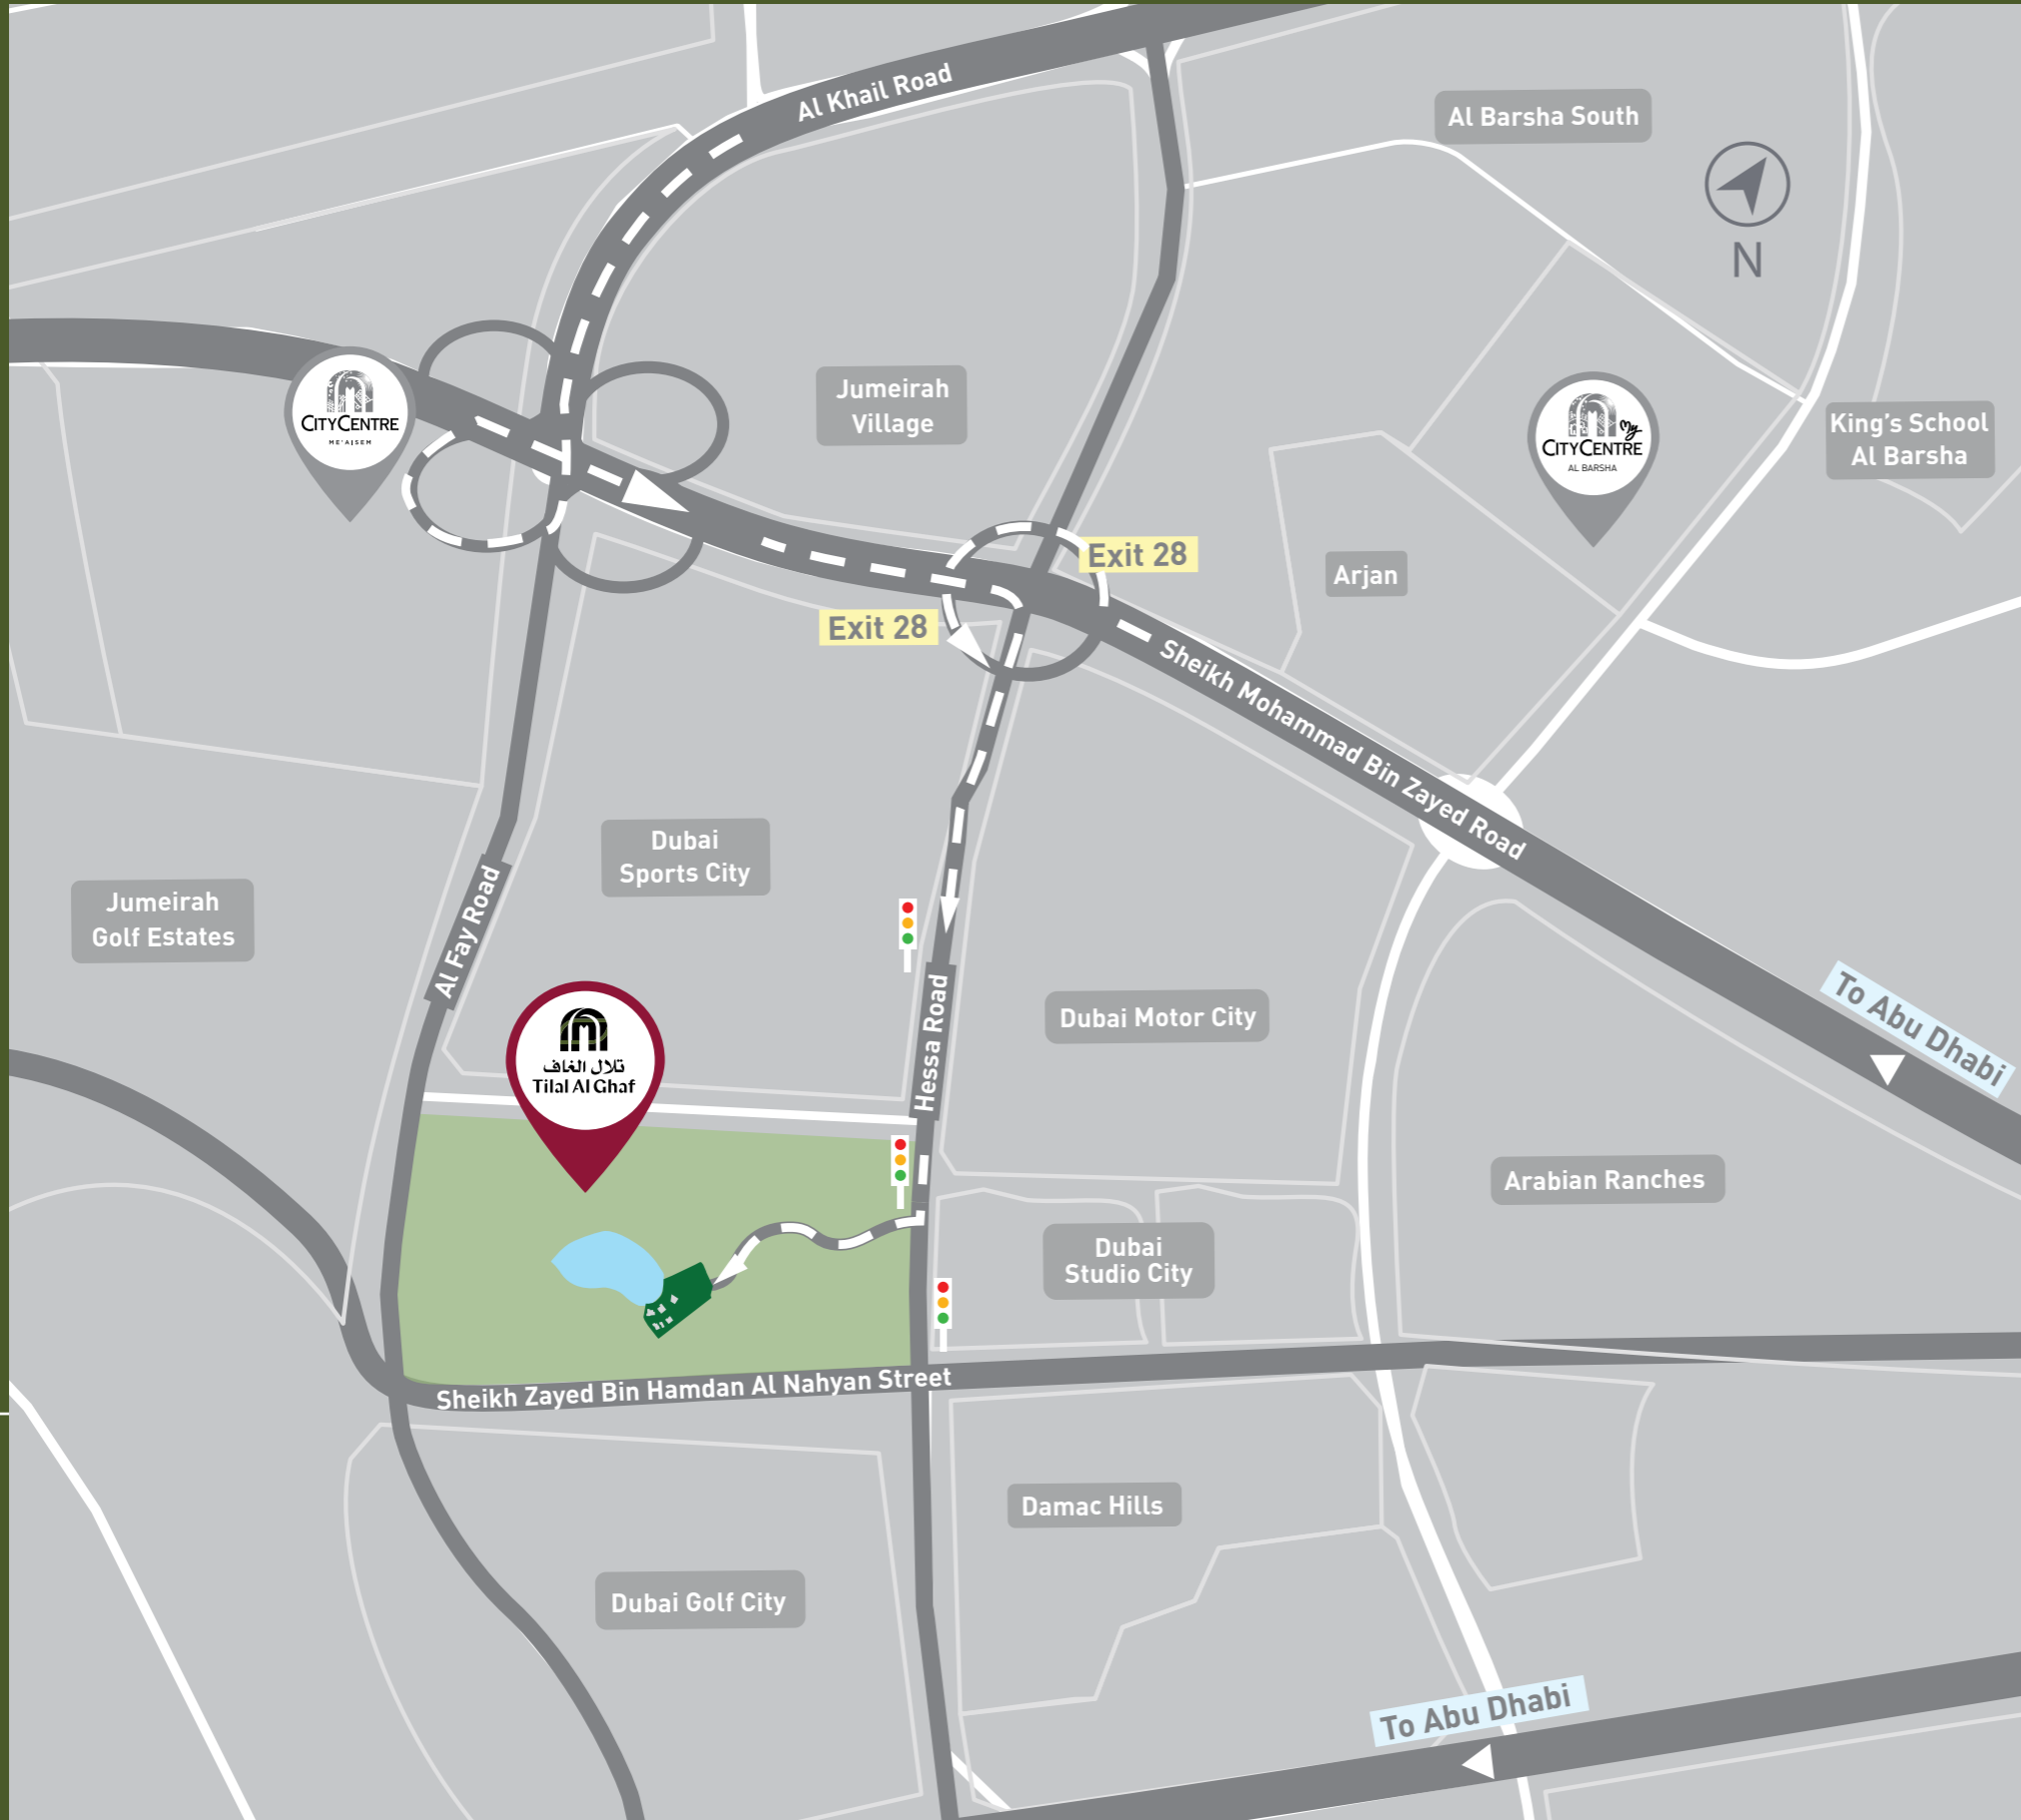 Al Khail Road
Al Barsha South
N
Jumeirah
Village
CITYCENTRE
ME'AISEM
My
CITYCENTRE
AL BARSHA
King's School
Al Barsha
Exit 28
Arjan
Exit 28
Sheikh Mohammad Bin Zayed Road
Dubai
Sports City
Jumeirah
Golf Estates
Al Fay Road
Hessa Road
Dubai Motor City
To Abu Dhabi
تلال الغاف
Tilal Al Ghaf
Arabian Ranches
Dubai
Studio City
Sheikh Zayed Bin Hamdan Al Nahyan Street
Damac Hills
Dubai Golf City
To Abu Dhabi